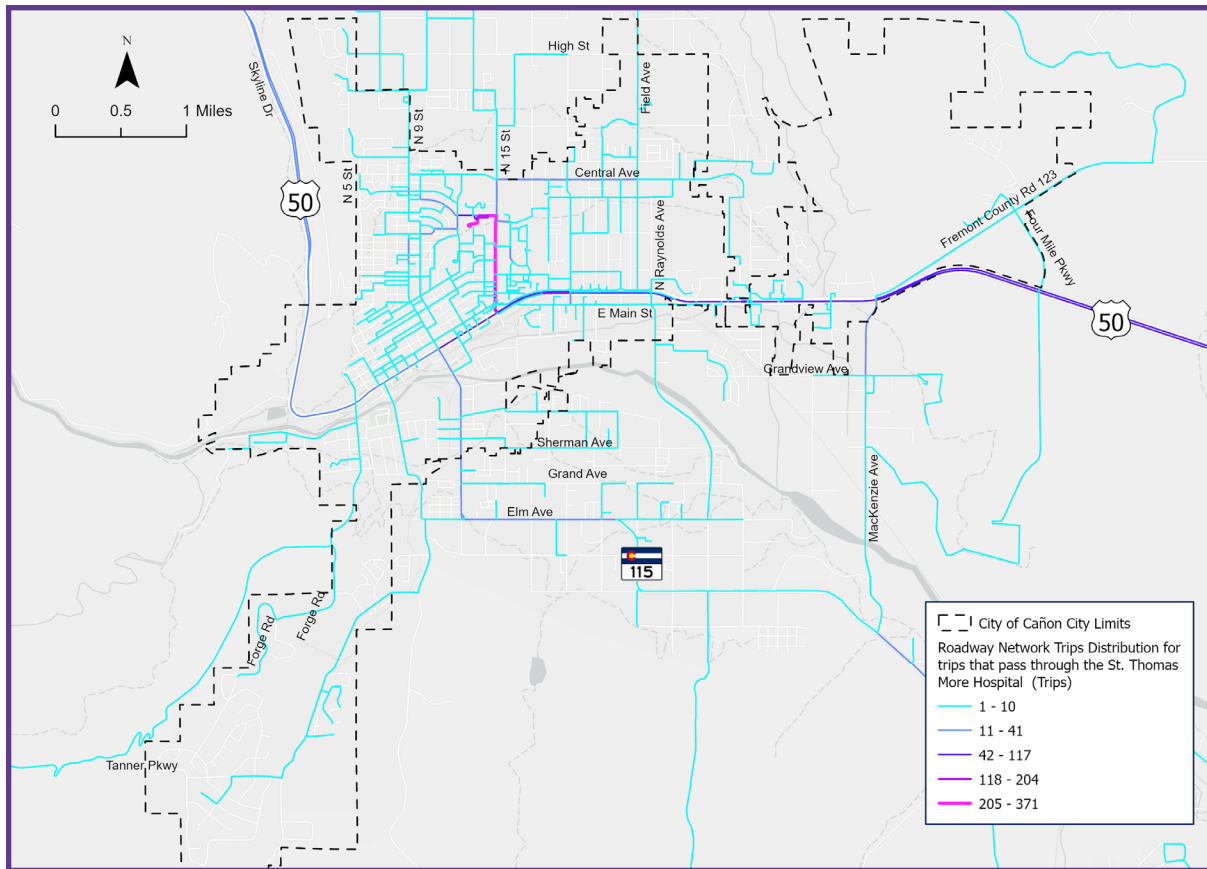 N
0 0.5 1 Miles
High St
Skyline Dr
Field Ave
N 9 St
N 15 St
N 5 St
Central Ave
50
Fremont County Rd 123
N Raynolds Ave
Four Mile Pkwy
E Main St
50
Grandview Ave
Sherman Ave
Grand Ave
MacKenzie Ave
Elm Ave
115
Forge Rd
Forge Rd
Tanner Pkwy
City of Cañon City Limits
Roadway Network Trips Distribution for
trips that pass through the St. Thomas
More Hospital (Trips)
1 - 10
11 - 41
42 - 117
118 - 204
205 - 371